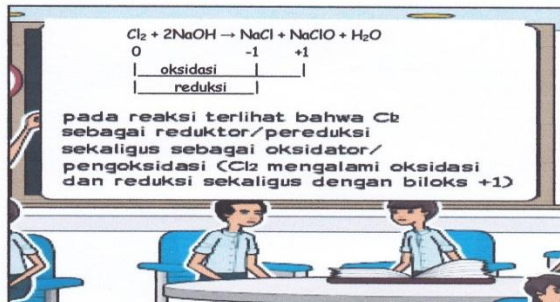 Cl₂ + 2NaOH → NaCl + NaClO + H₂O
0 -1 +1
oksidasi
reduksi
pada reaksi terlihat bahwa Cl₂
sebagai reduktor/pereduksi
sekaligus sebagai oksidator/
pengoksidasi (Cl₂ mengalami oksidasi
dan reduksi sekaligus dengan biloks +1)